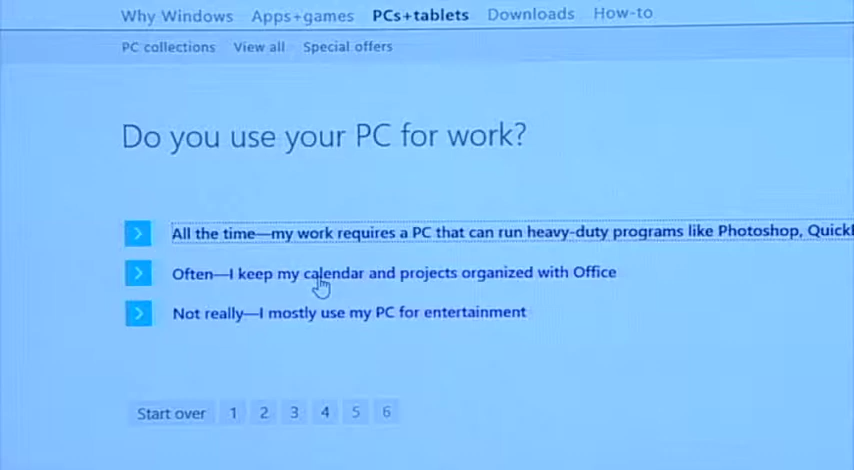 Why Windows Apps+games PCs+tablets Downloads How-to
PC collections View all Special offers
Do you use your PC for work?
All the time—my work requires a PC that can run heavy-duty programs like Photoshop,
Often—I keep my calendar and projects organized with Office
Not really—I mostly use my PC for entertainment
Start over 1 2 3 4 5 6